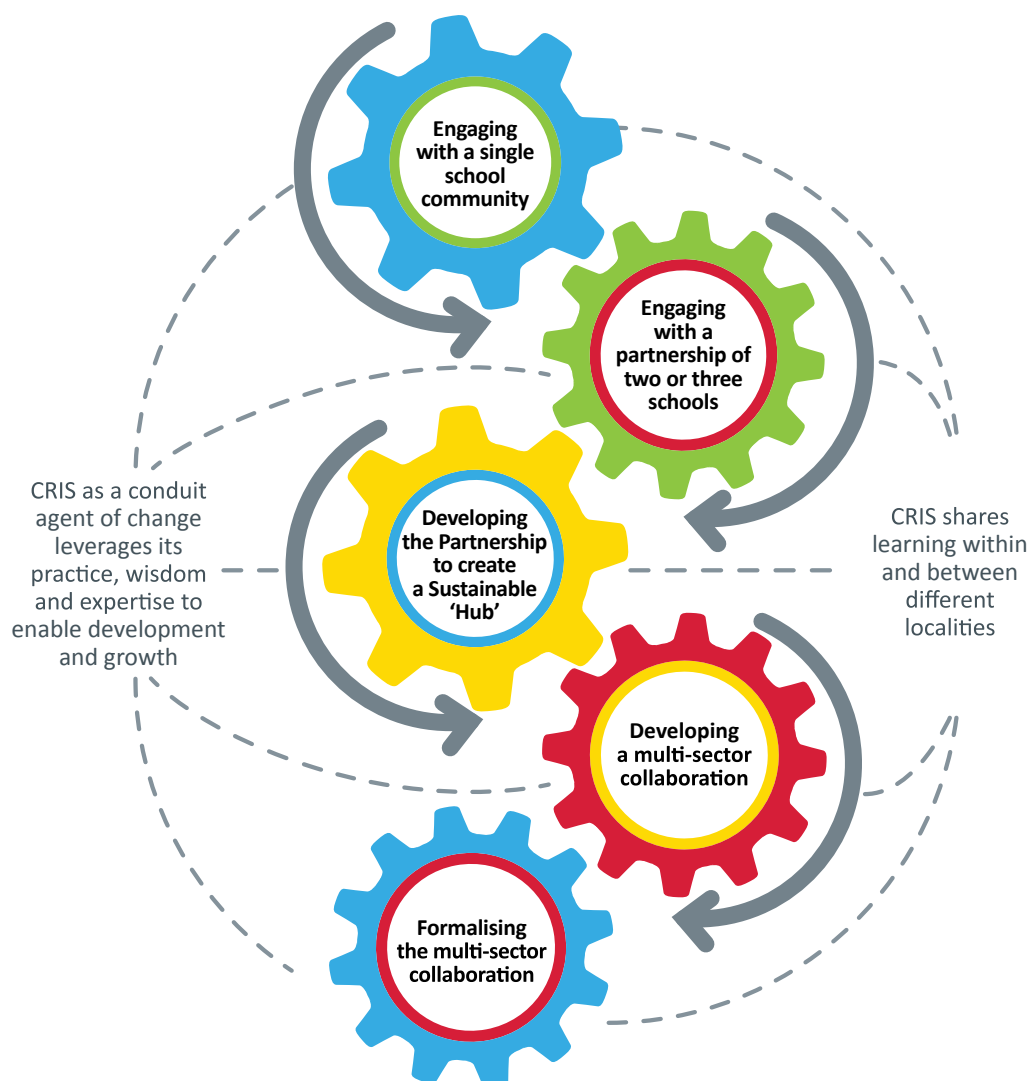 Engaging
with a single
school
community
Engaging
with a
partnership of
two or three
schools
CRIS as a conduit
agent of change
leverages its
practice, wisdom
and expertise to
enable development
and growth
Developing
the Partnership
to create
a Sustainable
‘Hub’
CRIS shares
learning within
and between
different
localities
Developing
a multi-sector
collaboration
Formalising
the multi-sector
collaboration